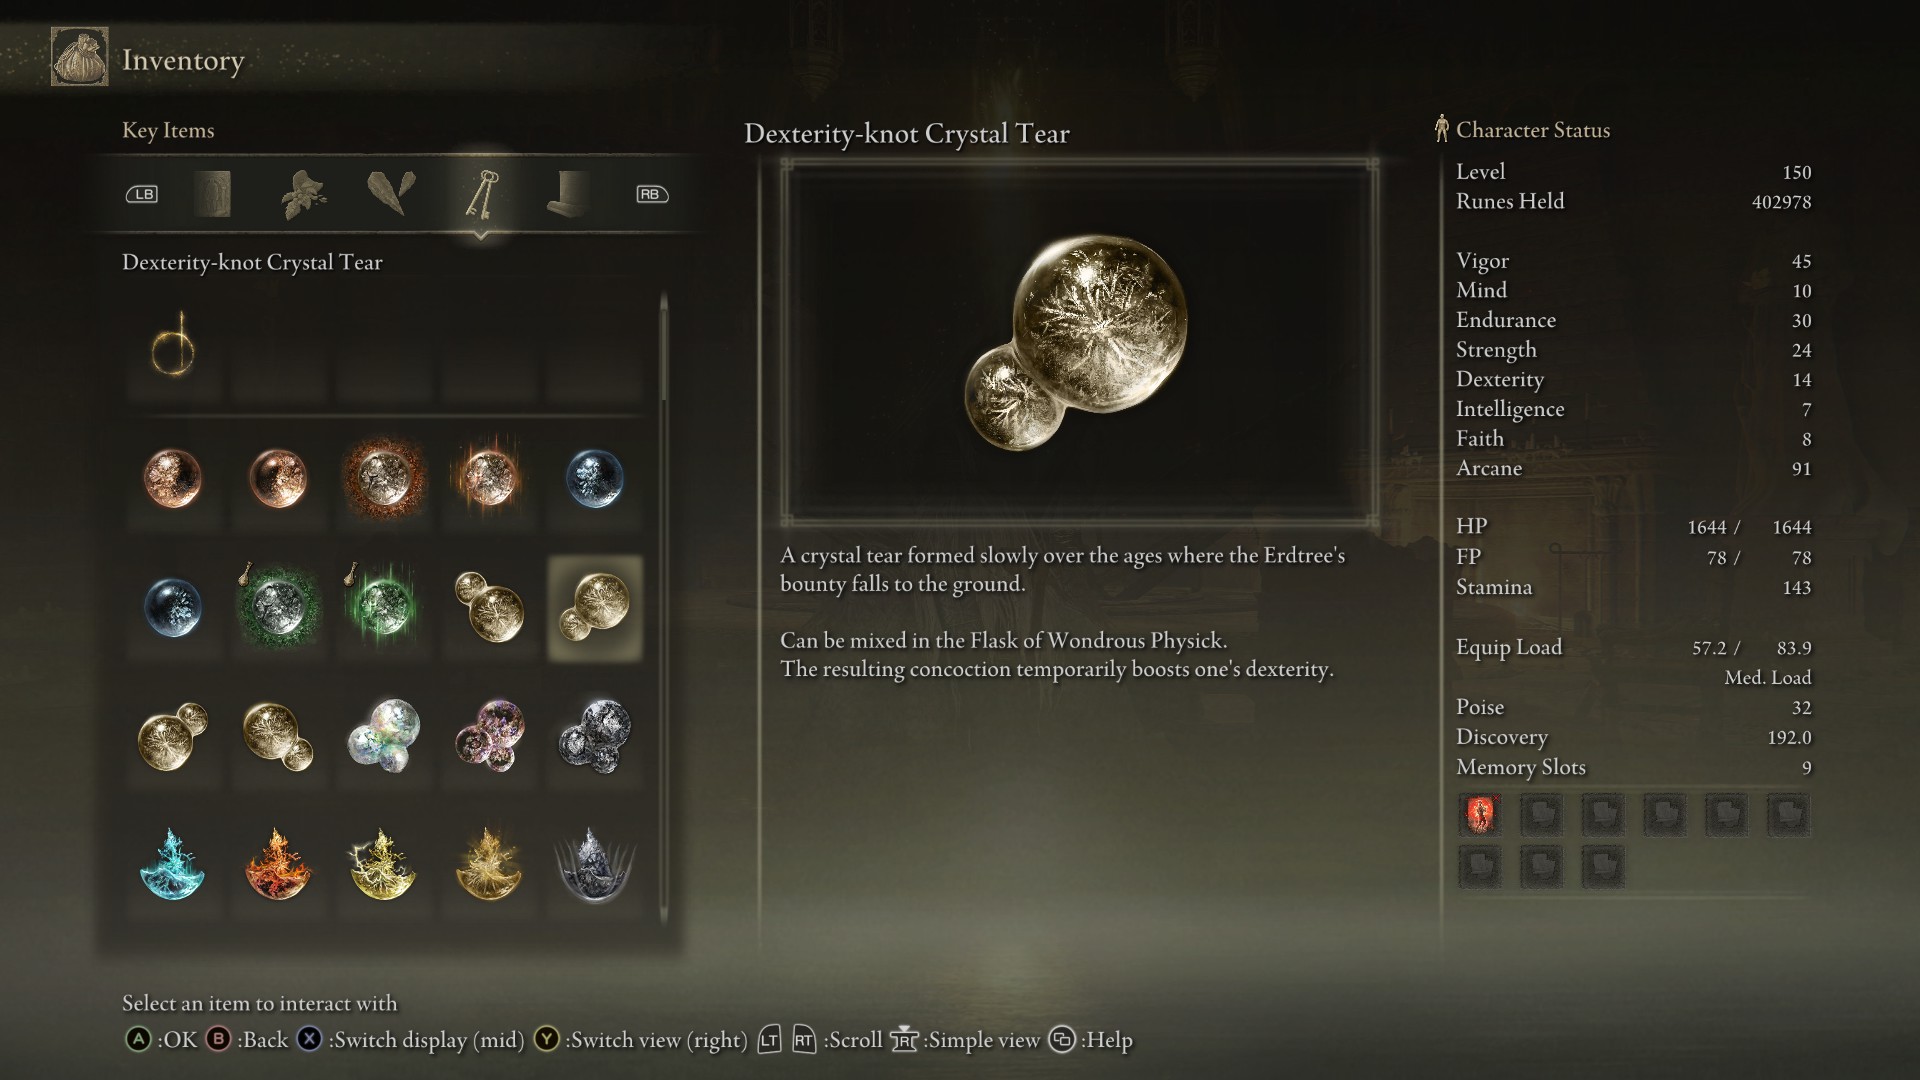 Inventory
Key Items
LB
RB
Dexterity-knot Crystal Tear
Dexterity-knot Crystal Tear
A crystal tear formed slowly over the ages where the Erdtree's
bounty falls to the ground.
Can be mixed in the Flask of Wondrous Physick.
The resulting concoction temporarily boosts one's dexterity.
Character Status
Level 150
Runes Held 402978
Vigor 45
Mind 10
Endurance 30
Strength 24
Dexterity 14
Intelligence 7
Faith 8
Arcane 91
HP 1644 / 1644
FP 78 / 78
Stamina 143
Equip Load 57.2 / 83.9
Med. Load
Poise 32
Discovery 192.0
Memory Slots 9
Select an item to interact with
A :OK B :Back X :Switch display (mid) Y :Switch view (right) LT RT :Scroll R :Simple view :Help